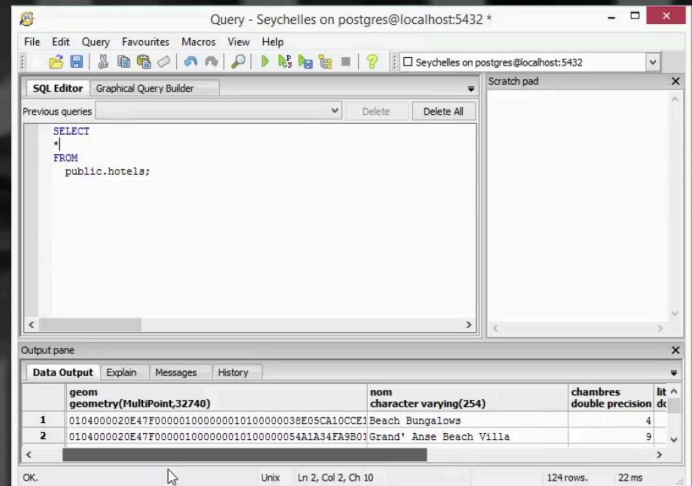 Query - Seychelles on postgres@localhost:5432 *
File Edit Query Favourites Macros View Help
Seychelles on postgres@localhost:5432
SQL Editor Graphical Query Builder
Scratch pad
Previous queries Delete Delete All
SELECT
*
FROM
public.hotels;
Output pane
Data Output Explain Messages History
geom nom chambres lit
geometry(MultiPoint,32740) character varying(254) double precision dc
1 Beach Bungalows 4
2 Grand' Anse Beach Villa 9
OK. Unix Ln 2, Col 2, Ch 10 124 rows. 22 ms